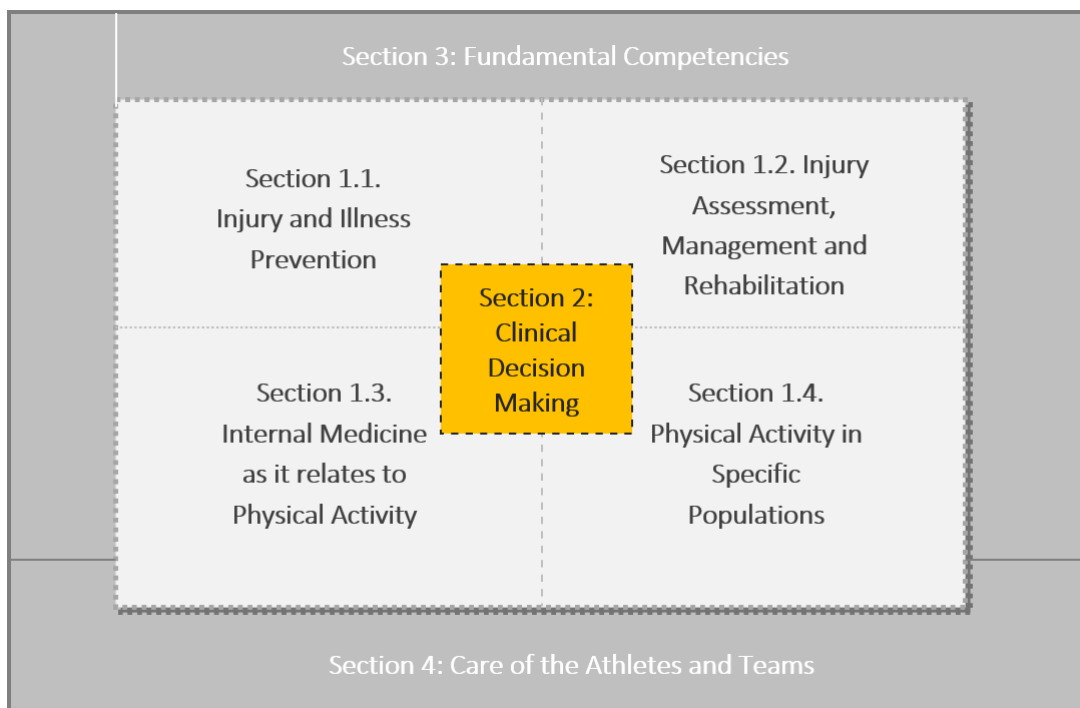 Section 3: Fundamental Competencies
Section 1.1.
Injury and Illness
Prevention
Section 1.2. Injury
Assessment,
Management and
Rehabilitation
Section 2:
Clinical
Decision
Making
Section 1.3.
Internal Medicine
as it relates to
Physical Activity
Section 1.4.
Physical Activity in
Specific
Populations
Section 4: Care of the Athletes and Teams